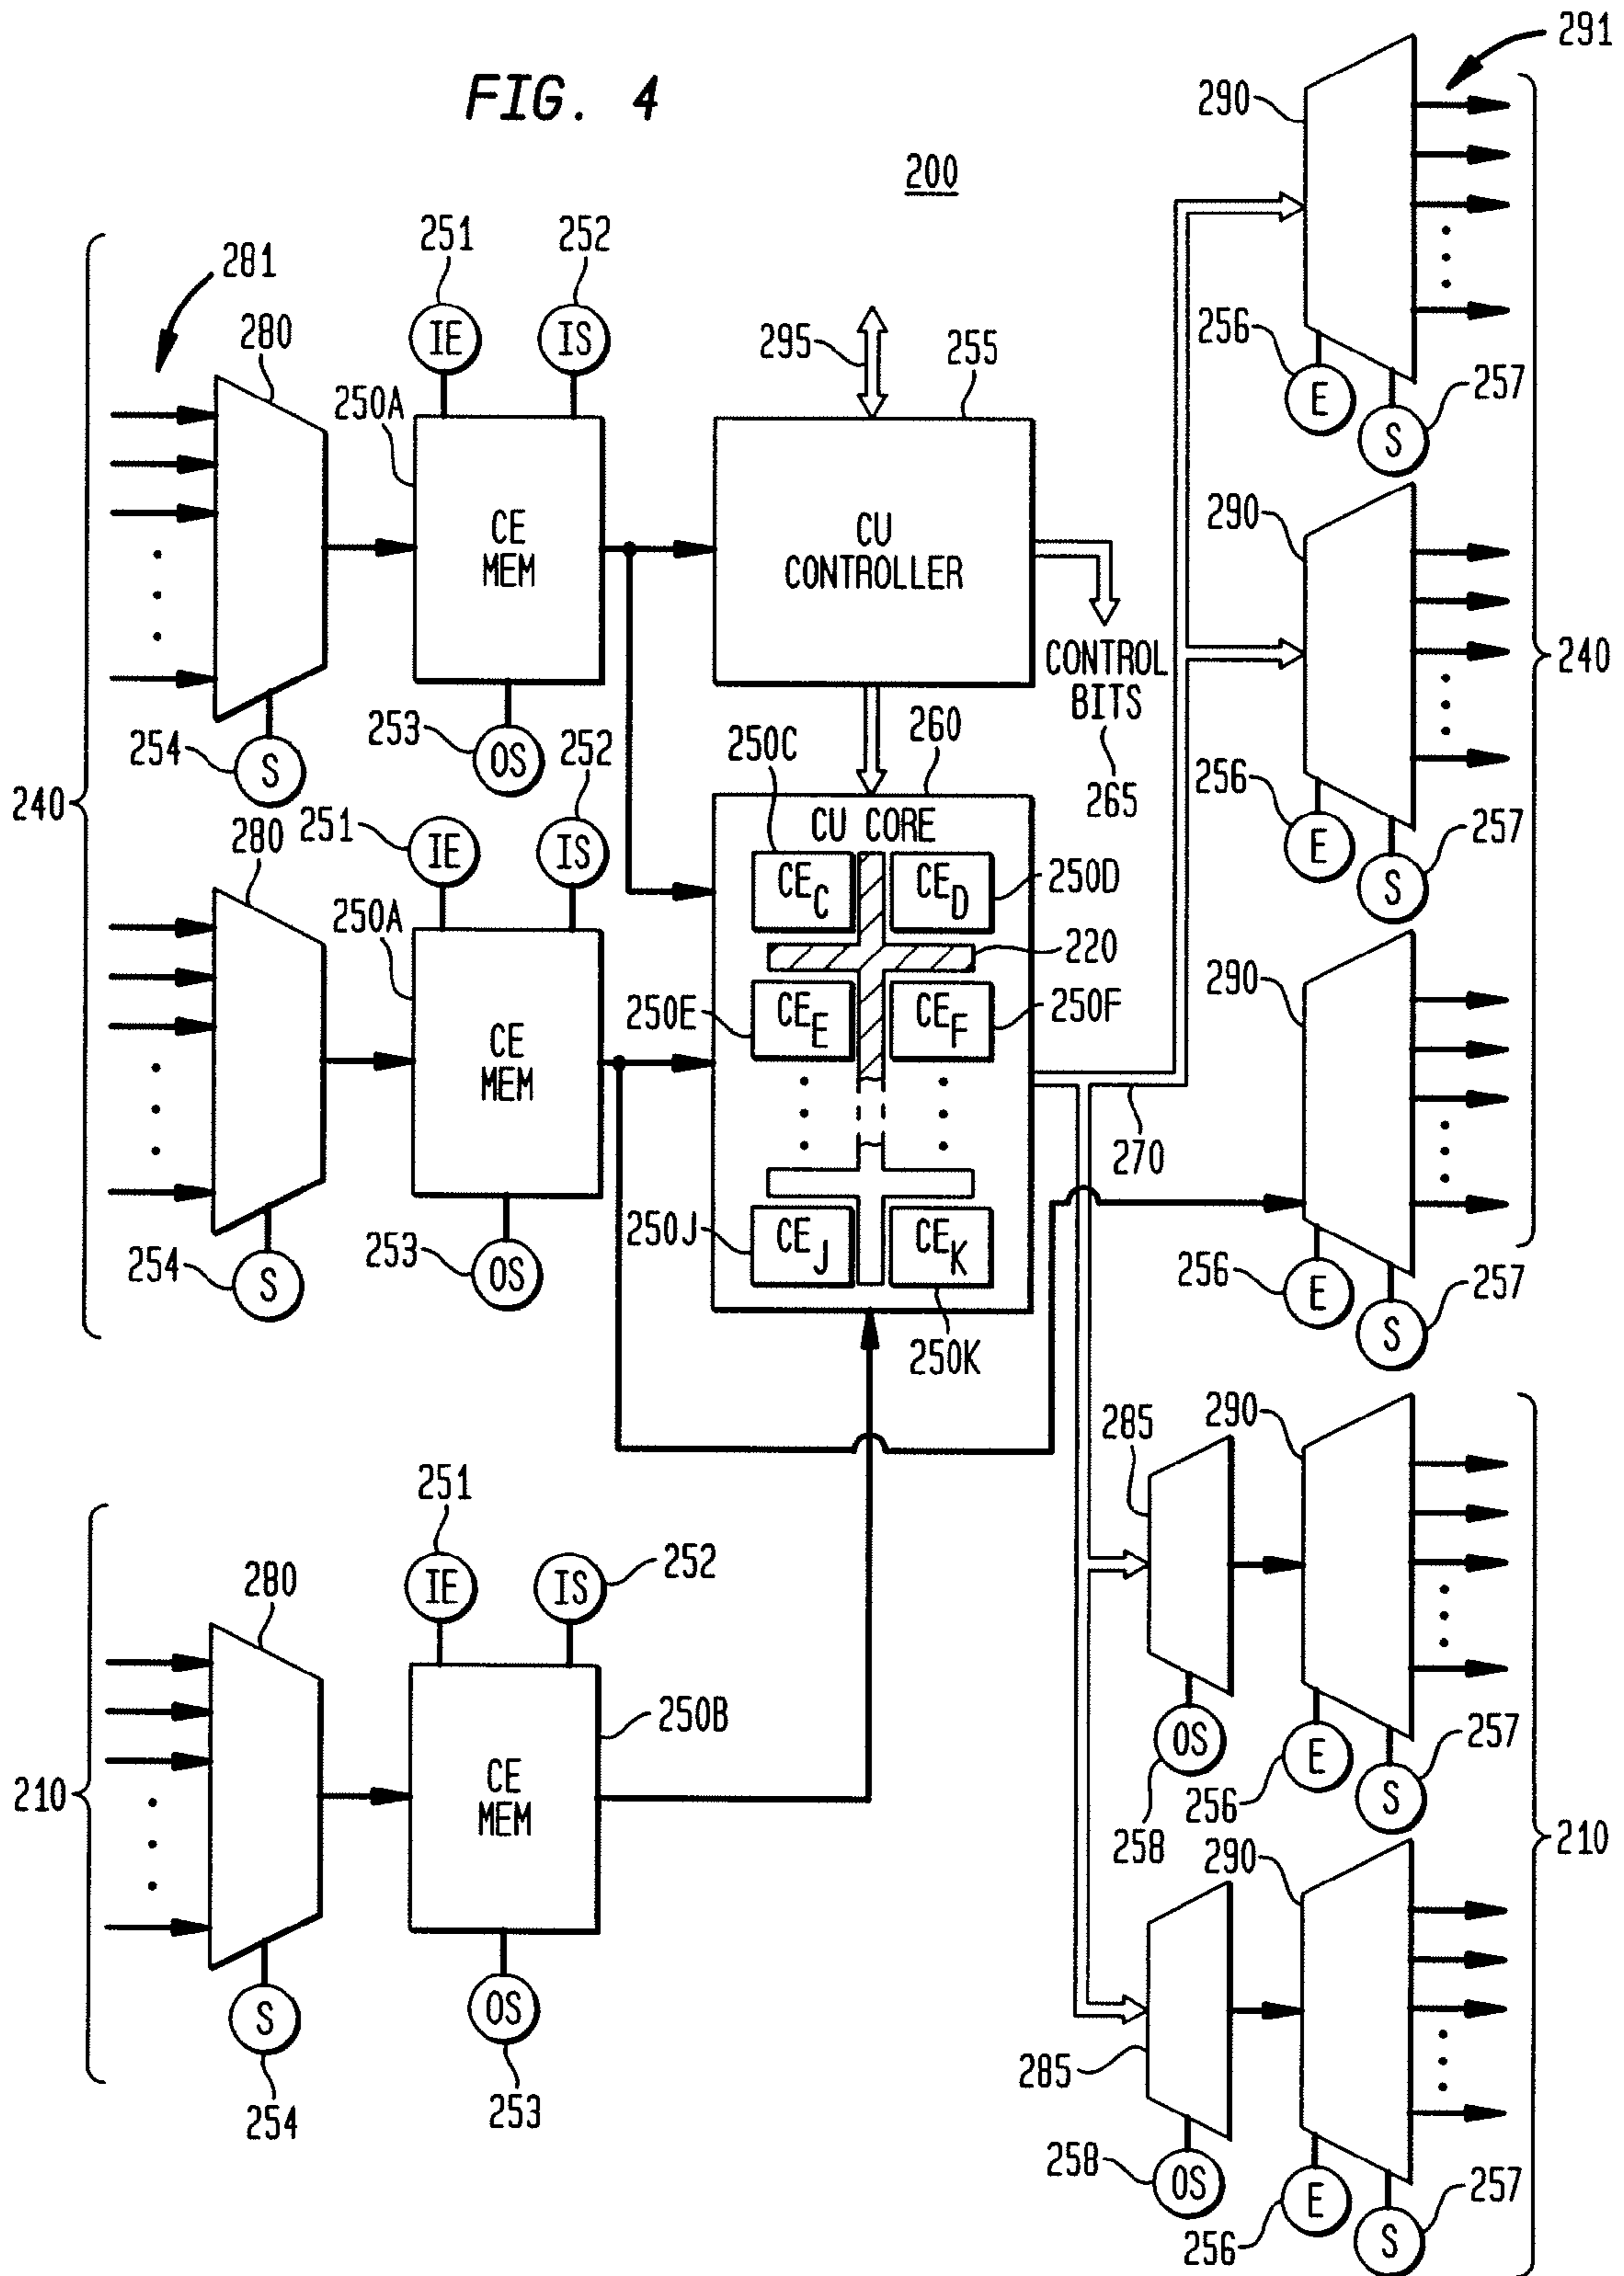 FIG. 4
200
291
290
256
E
257
S
281
280
251
IE
252
IS
250A
CE
MEM
253
OS
254
S
240
295
255
CU
CONTROLLER
CONTROL
BITS
265
290
256
E
257
S
240
280
251
IE
252
IS
250A
CE
MEM
253
OS
254
S
260
CU CORE
250C
CE C
CE D
250D
220
250E
CE E
CE F
250F
250J
CE J
CE K
250K
270
290
256
E
257
S
210
280
251
IE
252
IS
250B
CE
MEM
253
OS
254
S
285
258
OS
290
256
E
257
S
210
285
258
OS
290
256
E
257
S